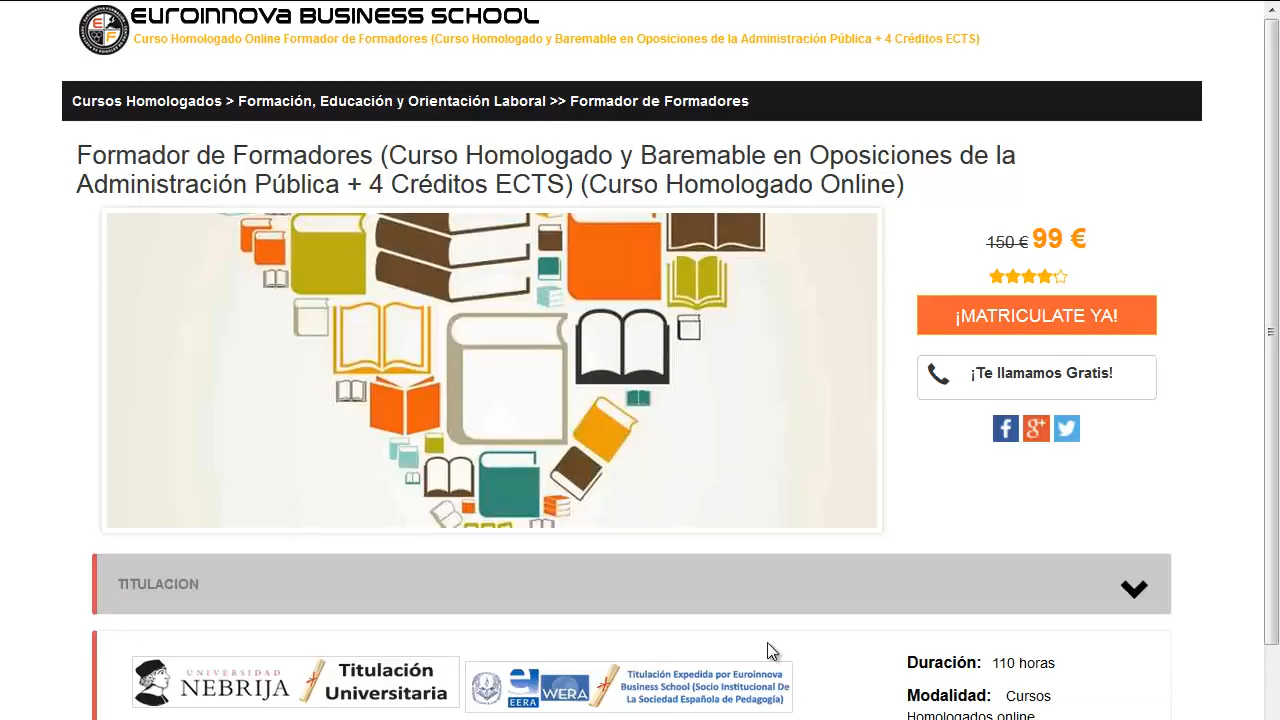 EUROINNOVA BUSINESS SCHOOL
Curso Homologado Online Formador de Formadores (Curso Homologado y Baremable en Oposiciones de la Administración Pública + 4 Créditos ECTS)
Cursos Homologados > Formación, Educación y Orientación Laboral >> Formador de Formadores
Formador de Formadores (Curso Homologado y Baremable en Oposiciones de la
Administración Pública + 4 Créditos ECTS) (Curso Homologado Online)
150 € 99 €
¡MATRICULATE YA!
¡Te llamamos Gratis!
TITULACION
UNIVERSIDAD
NEBRIJA
Titulación
Universitaria
EERA
WERA
Titulación Expedida por Euroinnova
Business School (Socio Institucional De
La Sociedad Española de Pedagogía)
Duración: 110 horas
Modalidad: Cursos
Homologados online